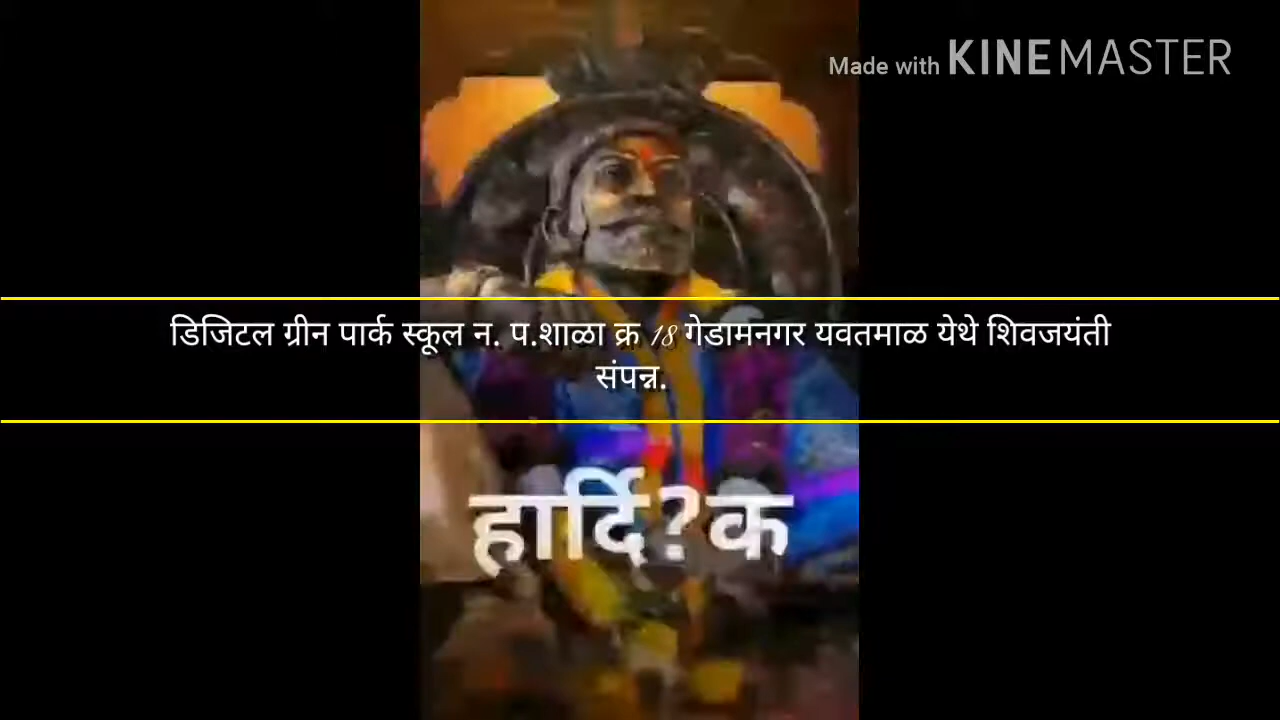 Made with KINEMASTER
डिजिटल ग्रीन पार्क स्कूल न. प.शाळा क्र 18 गेडामनगर यवतमाळ येथे शिवजयंती
संपन्न.
हार्दि?क